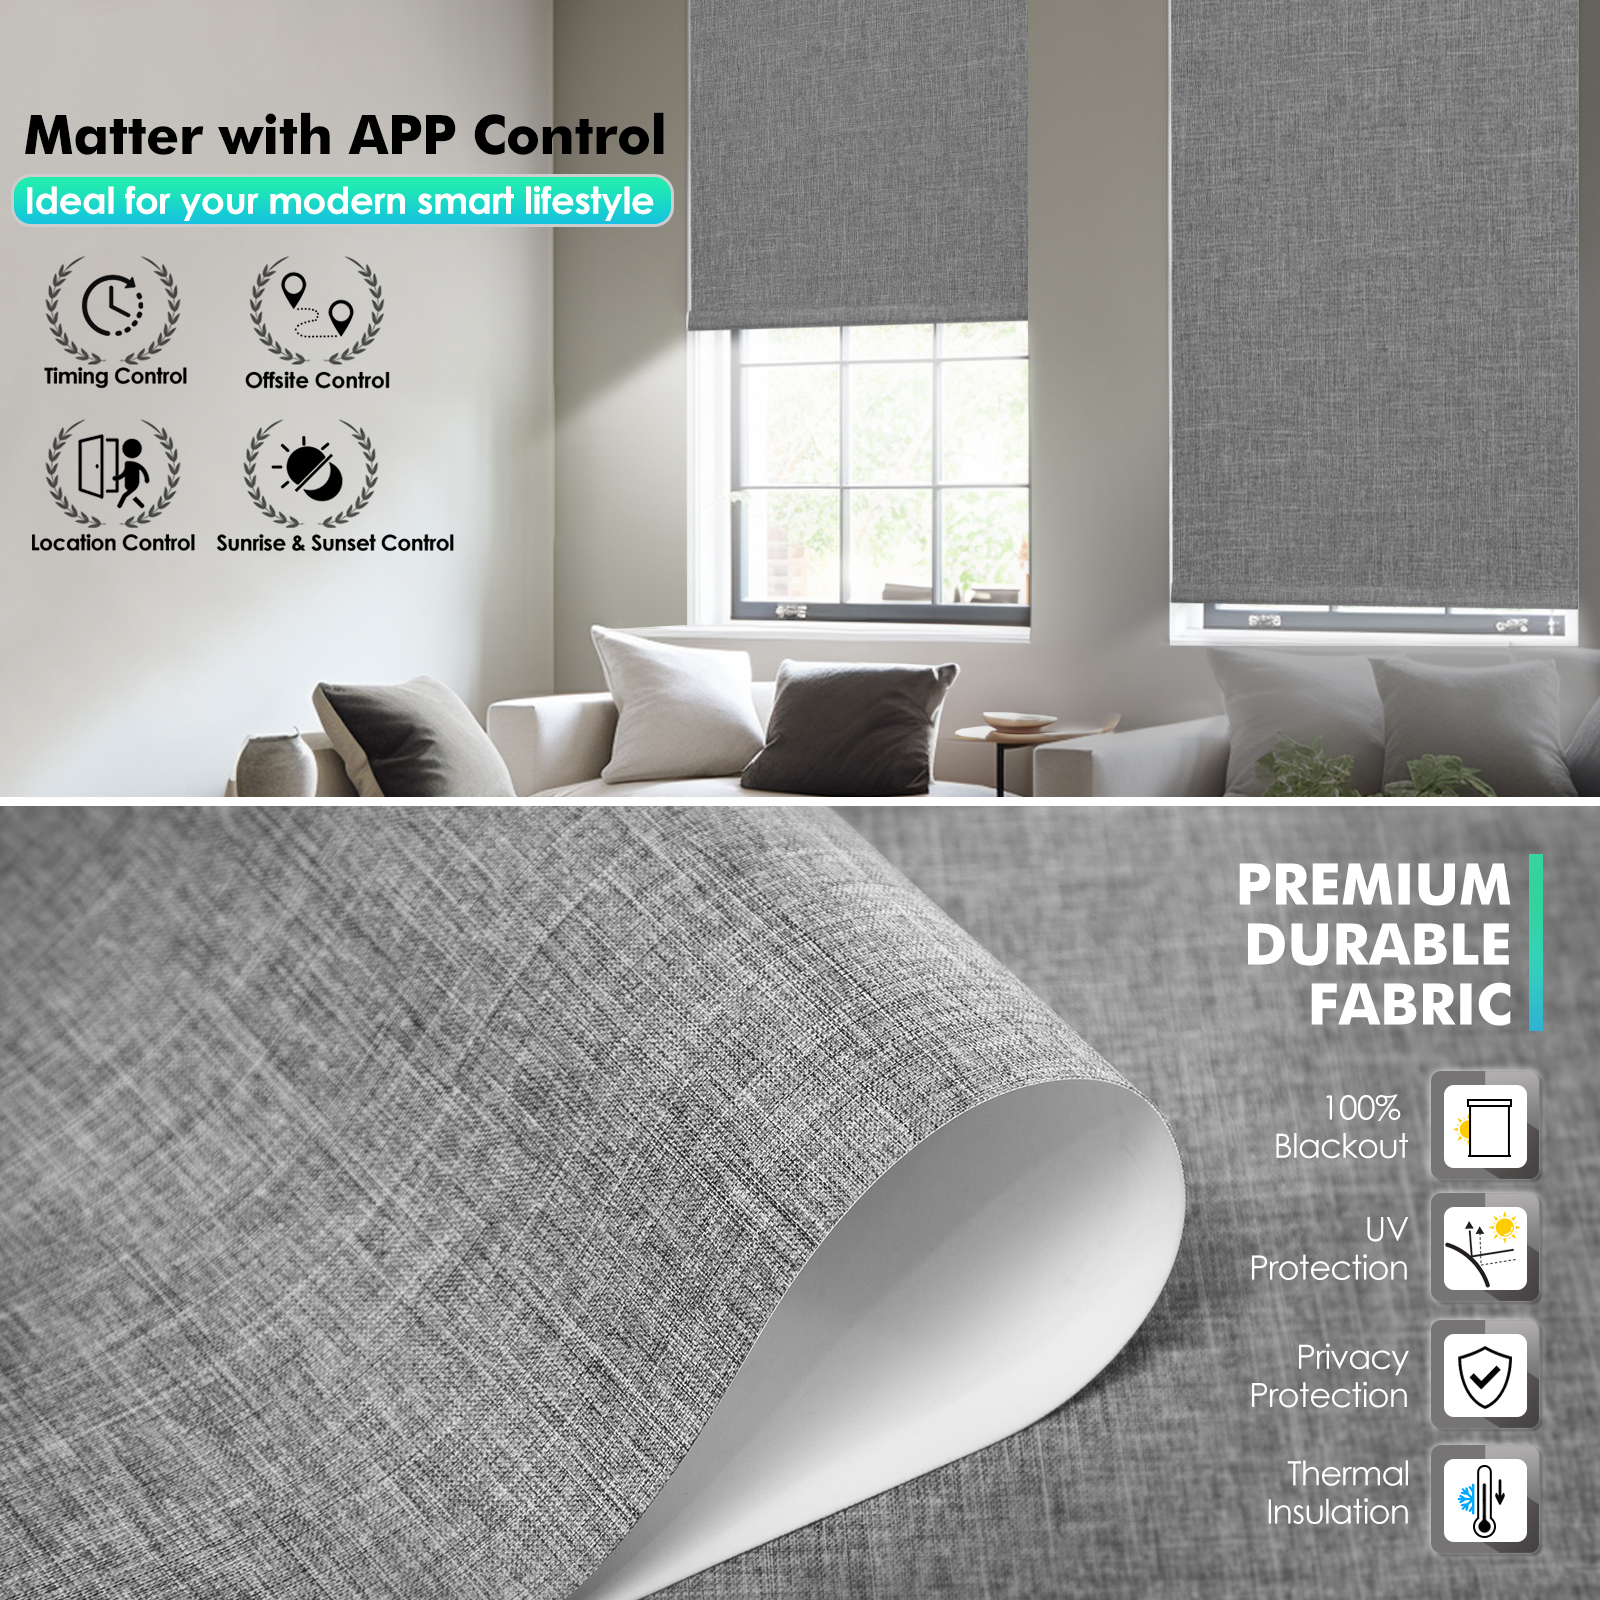 Matter with APP Control
Ideal for your modern smart lifestyle
Timing Control
Offsite Control
Location Control
Sunrise & Sunset Control
PREMIUM
DURABLE
FABRIC
100%
Blackout
UV
Protection
Privacy
Protection
Thermal
Insulation